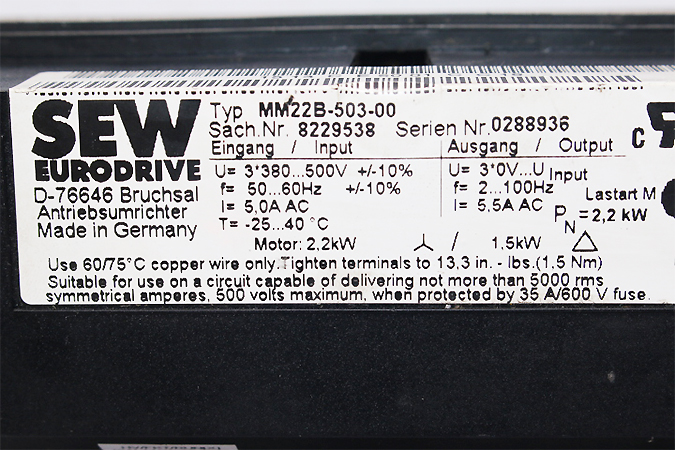 SEW
EURODRIVE
D-76646 Bruchsal
Antriebsumrichter
Made in Germany
Typ MM22B-503-00
Sach.Nr. 8229538 Serien Nr.0288936
Eingang / Input
U= 3*380...500V +/-10%
f= 50...60Hz +/-10%
I= 5,0A AC
T= -25...40 °C
Ausgang / Output
U= 3*0V...U Input
f= 2...100Hz
I= 5,5A AC
Lastart M
P N = 2,2 kW
Motor: 2,2kW / 1,5kW
Use 60/75°C copper wire only.Tighten terminals to 13,3 in. - lbs.(1.5 Nm)
Suitable for use on a circuit capable of delivering not more than 5000 rms
symmetrical amperes, 500 volts maximum, when protected by 35 A/600 V fuse.
C